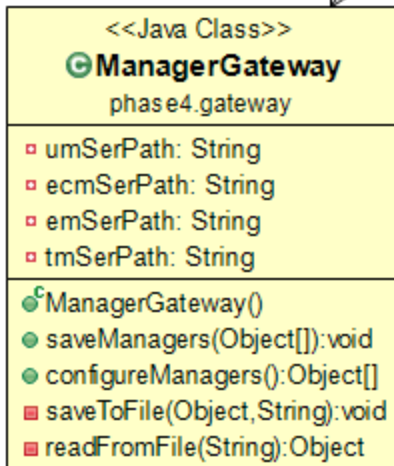 <<Java Class>>
ManagerGateway
phase4.gateway
umSerPath: String
ecmSerPath: String
emSerPath: String
tmSerPath: String
ManagerGateway()
saveManagers(Object[]):void
configureManagers():Object[]
saveToFile(Object,String):void
readFromFile(String):Object